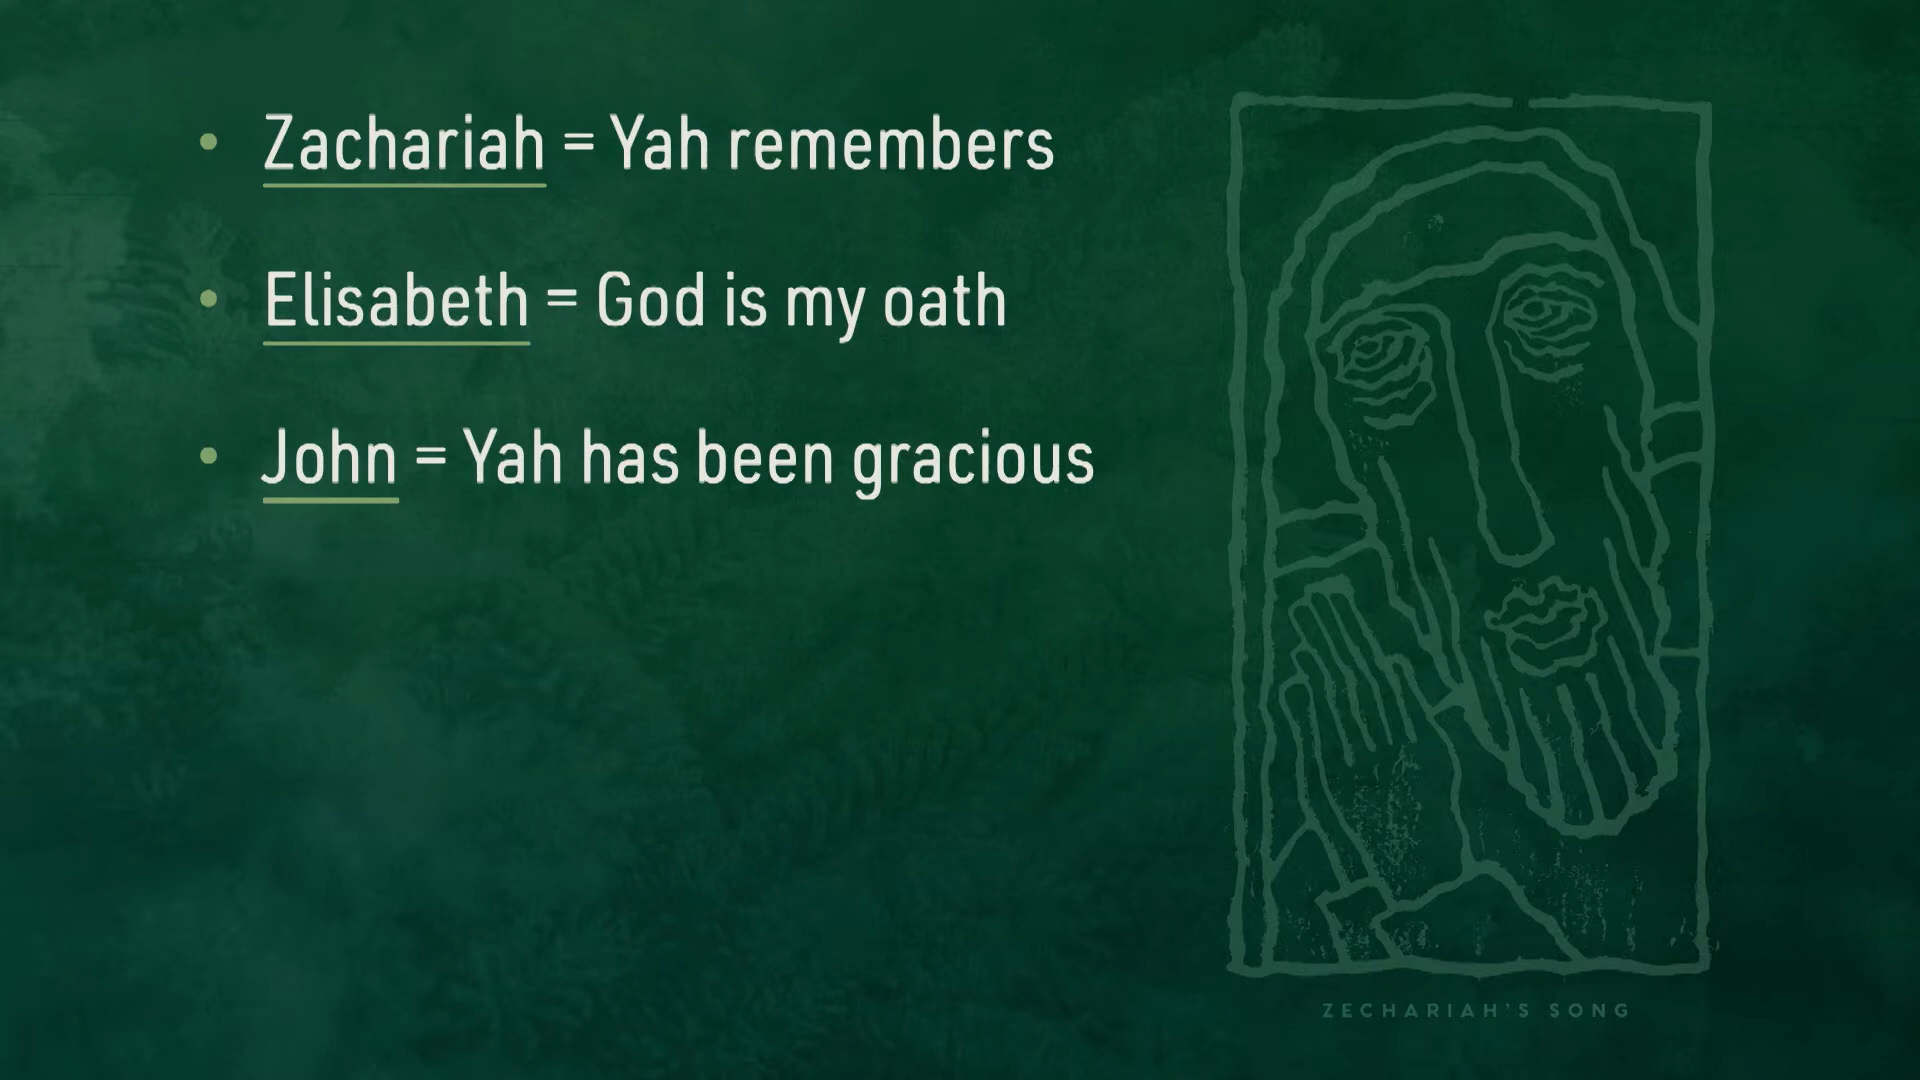 • Zachariah = Yah remembers
• Elisabeth = God is my oath
• John = Yah has been gracious
ZECHARIAH'S SONG